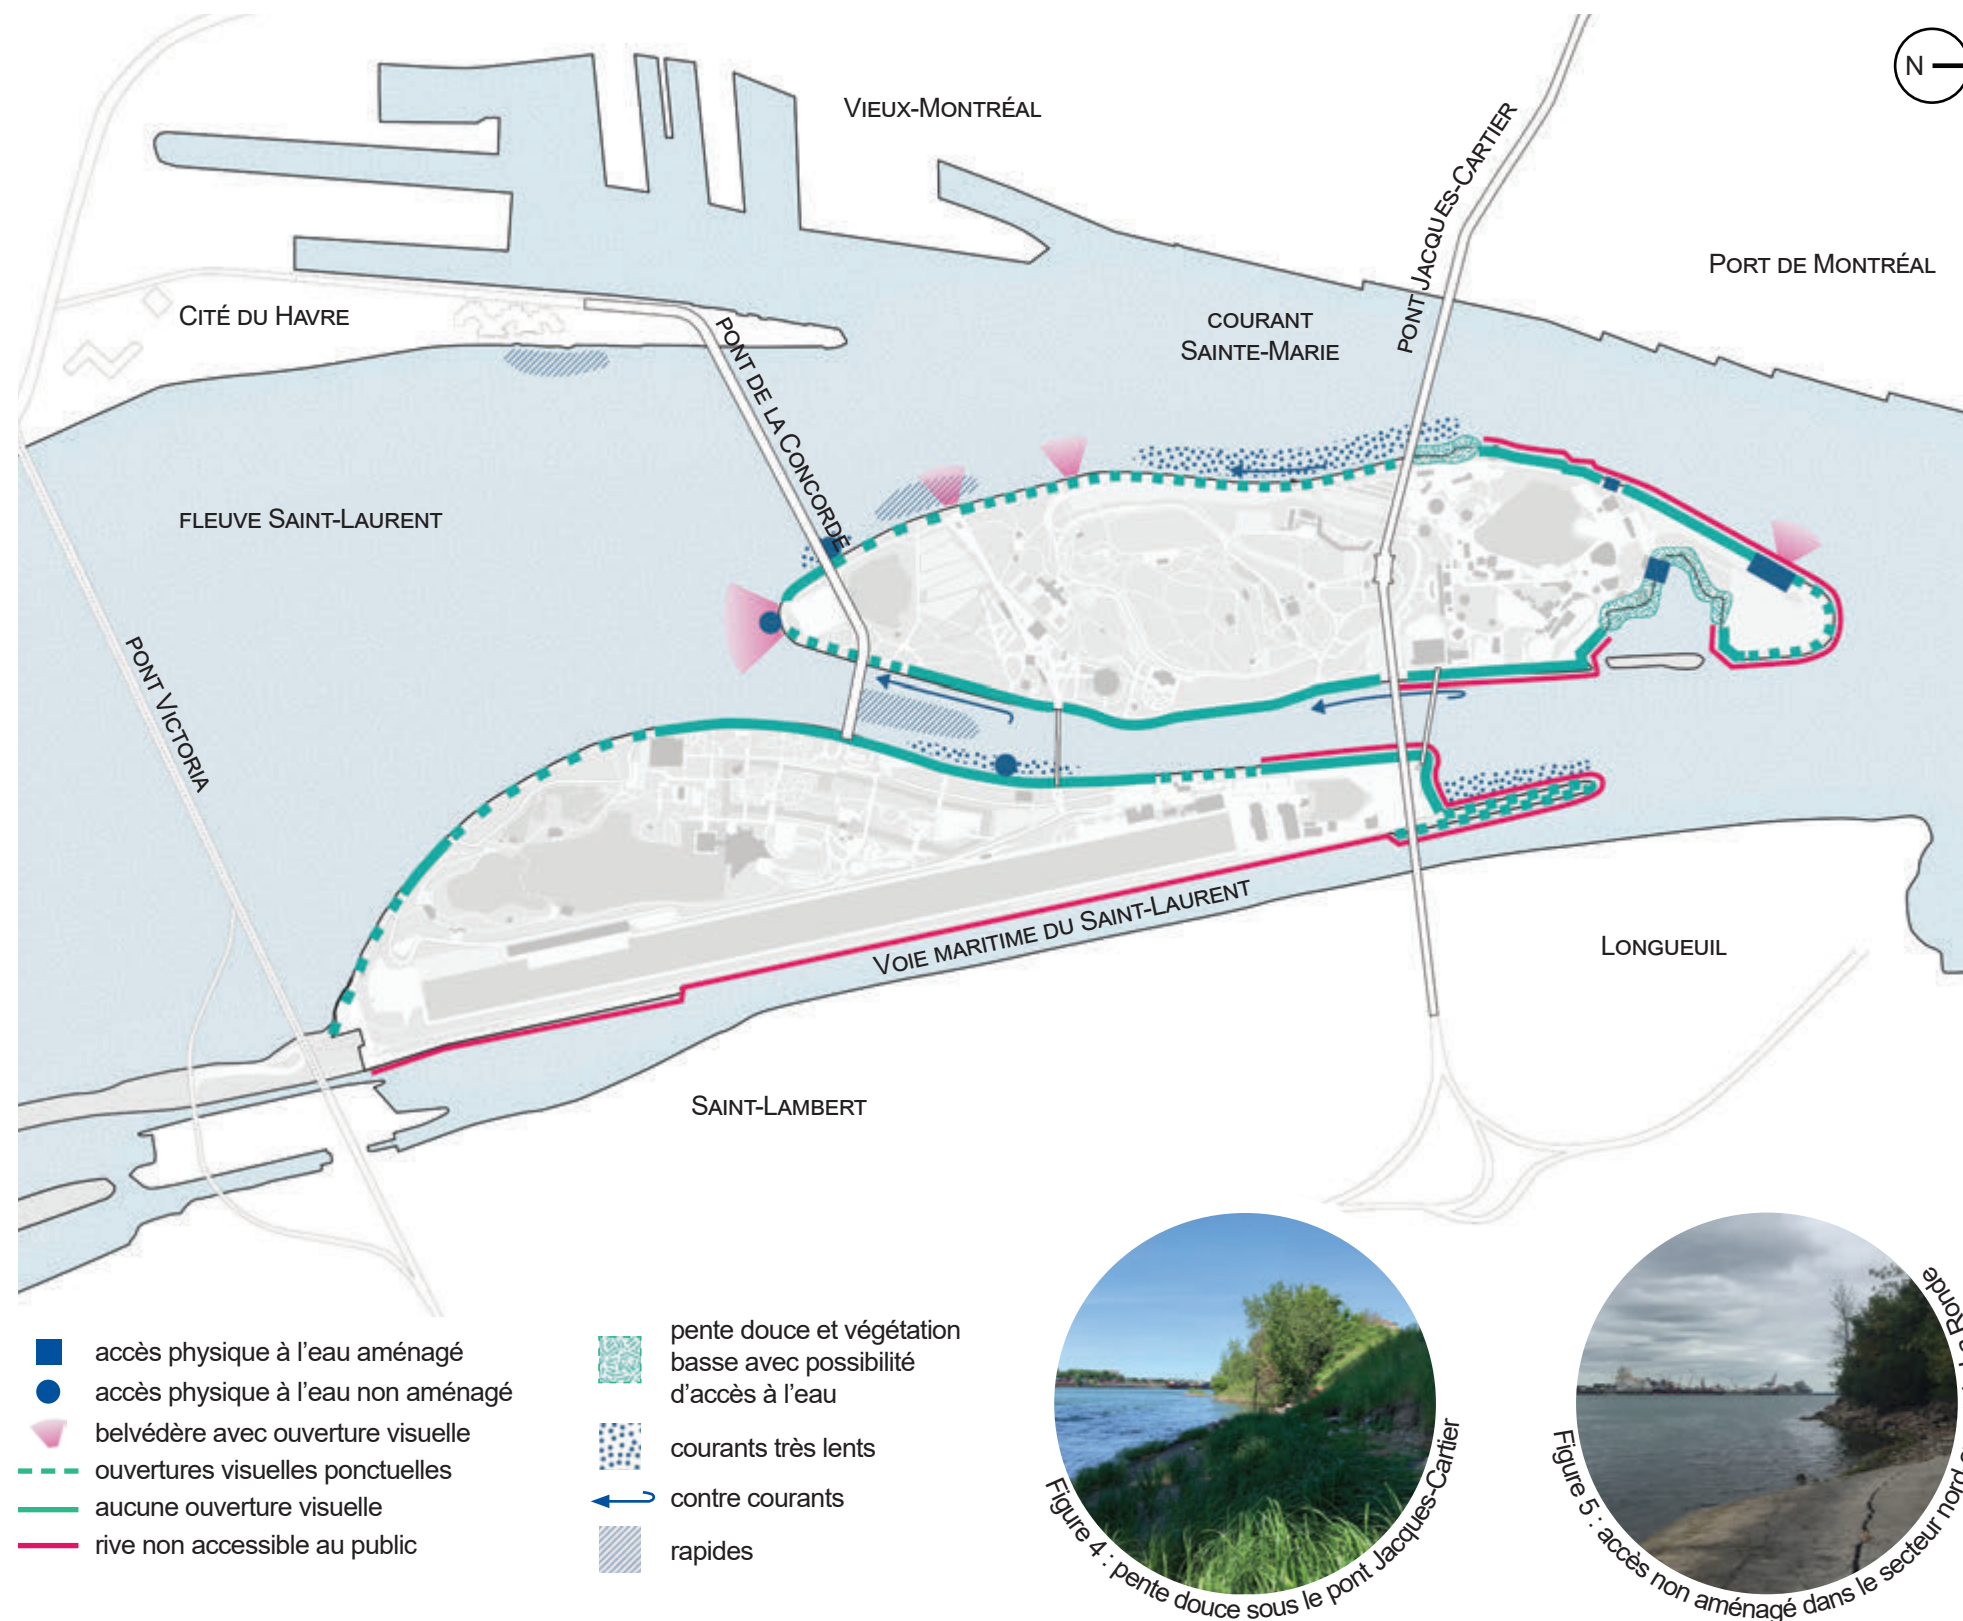 N
VIEUX-MONTRÉAL
PONT JACQUES-CARTIER
PORT DE MONTRÉAL
CITÉ DU HAVRE
COURANT
SAINTE-MARIE
PONT DE LA CONCORDE
FLEUVE SAINT-LAURENT
PONT VICTORIA
VOIE MARITIME DU SAINT-LAURENT
LONGUEUIL
SAINT-LAMBERT
accès physique à l'eau aménagé
accès physique à l'eau non aménagé
belvédère avec ouverture visuelle
ouvertures visuelles ponctuelles
aucune ouverture visuelle
rive non accessible au public
pente douce et végétation
basse avec possibilité
d'accès à l'eau
courants très lents
contre courants
rapides
Figure 4 : pente douce sous le pont Jacques-Cartier
Figure 5 : accès non aménagé dans le secteur nord
Ronde